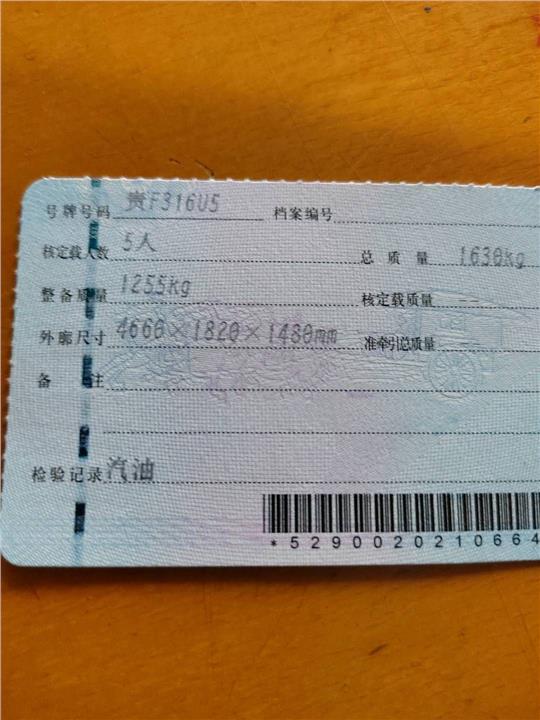 号牌号码 贵F316U5 档案编号
核定载人数 5人 总质量 1630kg
整备质量 1255kg 核定载质量 --
外廓尺寸 4660×1820×1480mm 准牵引总质量 --
备注
检验记录 汽油
*5290020210664